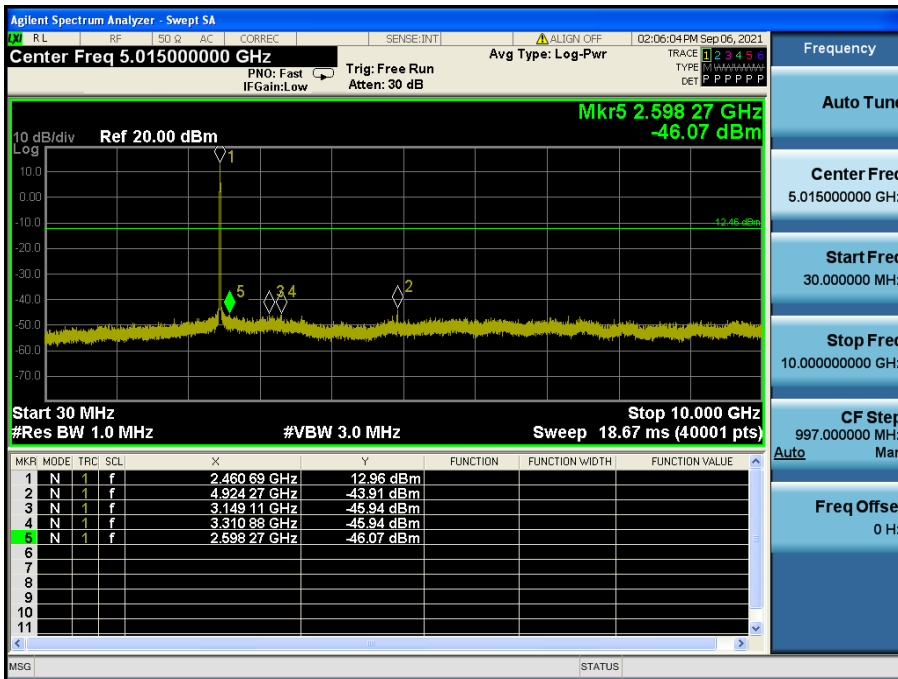 Agilent Spectrum Analyzer - Swept SA
LXI RL RF 50 Ω AC CORREC SENSE:INT ALIGN OFF 02:06:04 PM Sep 06, 2021
Center Freq 5.015000000 GHz
PNO: Fast
IFGain:Low
Trig: Free Run
Atten: 30 dB
Avg Type: Log-Pwr
TRACE 1 2 3 4 5 6
TYPE M WWWWW
DET P P P P P P
Mkr5 2.598 27 GHz
-46.07 dBm
10 dB/div Ref 20.00 dBm
Log
1
10.0
0.00
-10.0
-12.46 dBm
-20.0
-30.0
5 3 4 2
-40.0
-50.0
-60.0
-70.0
Start 30 MHz Stop 10.000 GHz
#Res BW 1.0 MHz #VBW 3.0 MHz Sweep 18.67 ms (40001 pts)
MKR MODE TRC SCL X Y FUNCTION FUNCTION WIDTH FUNCTION VALUE
1 N 1 f 2.460 69 GHz 12.96 dBm
2 N 1 f 4.924 27 GHz -43.91 dBm
3 N 1 f 3.149 11 GHz -45.94 dBm
4 N 1 f 3.310 88 GHz -45.94 dBm
5 N 1 f 2.598 27 GHz -46.07 dBm
6
7
8
9
10
11
MSG STATUS
Frequency
Auto Tune
Center Freq
5.015000000 GHz
Start Freq
30.000000 MHz
Stop Freq
10.000000000 GHz
CF Step
997.000000 MHz
Auto Man
Freq Offset
0 Hz